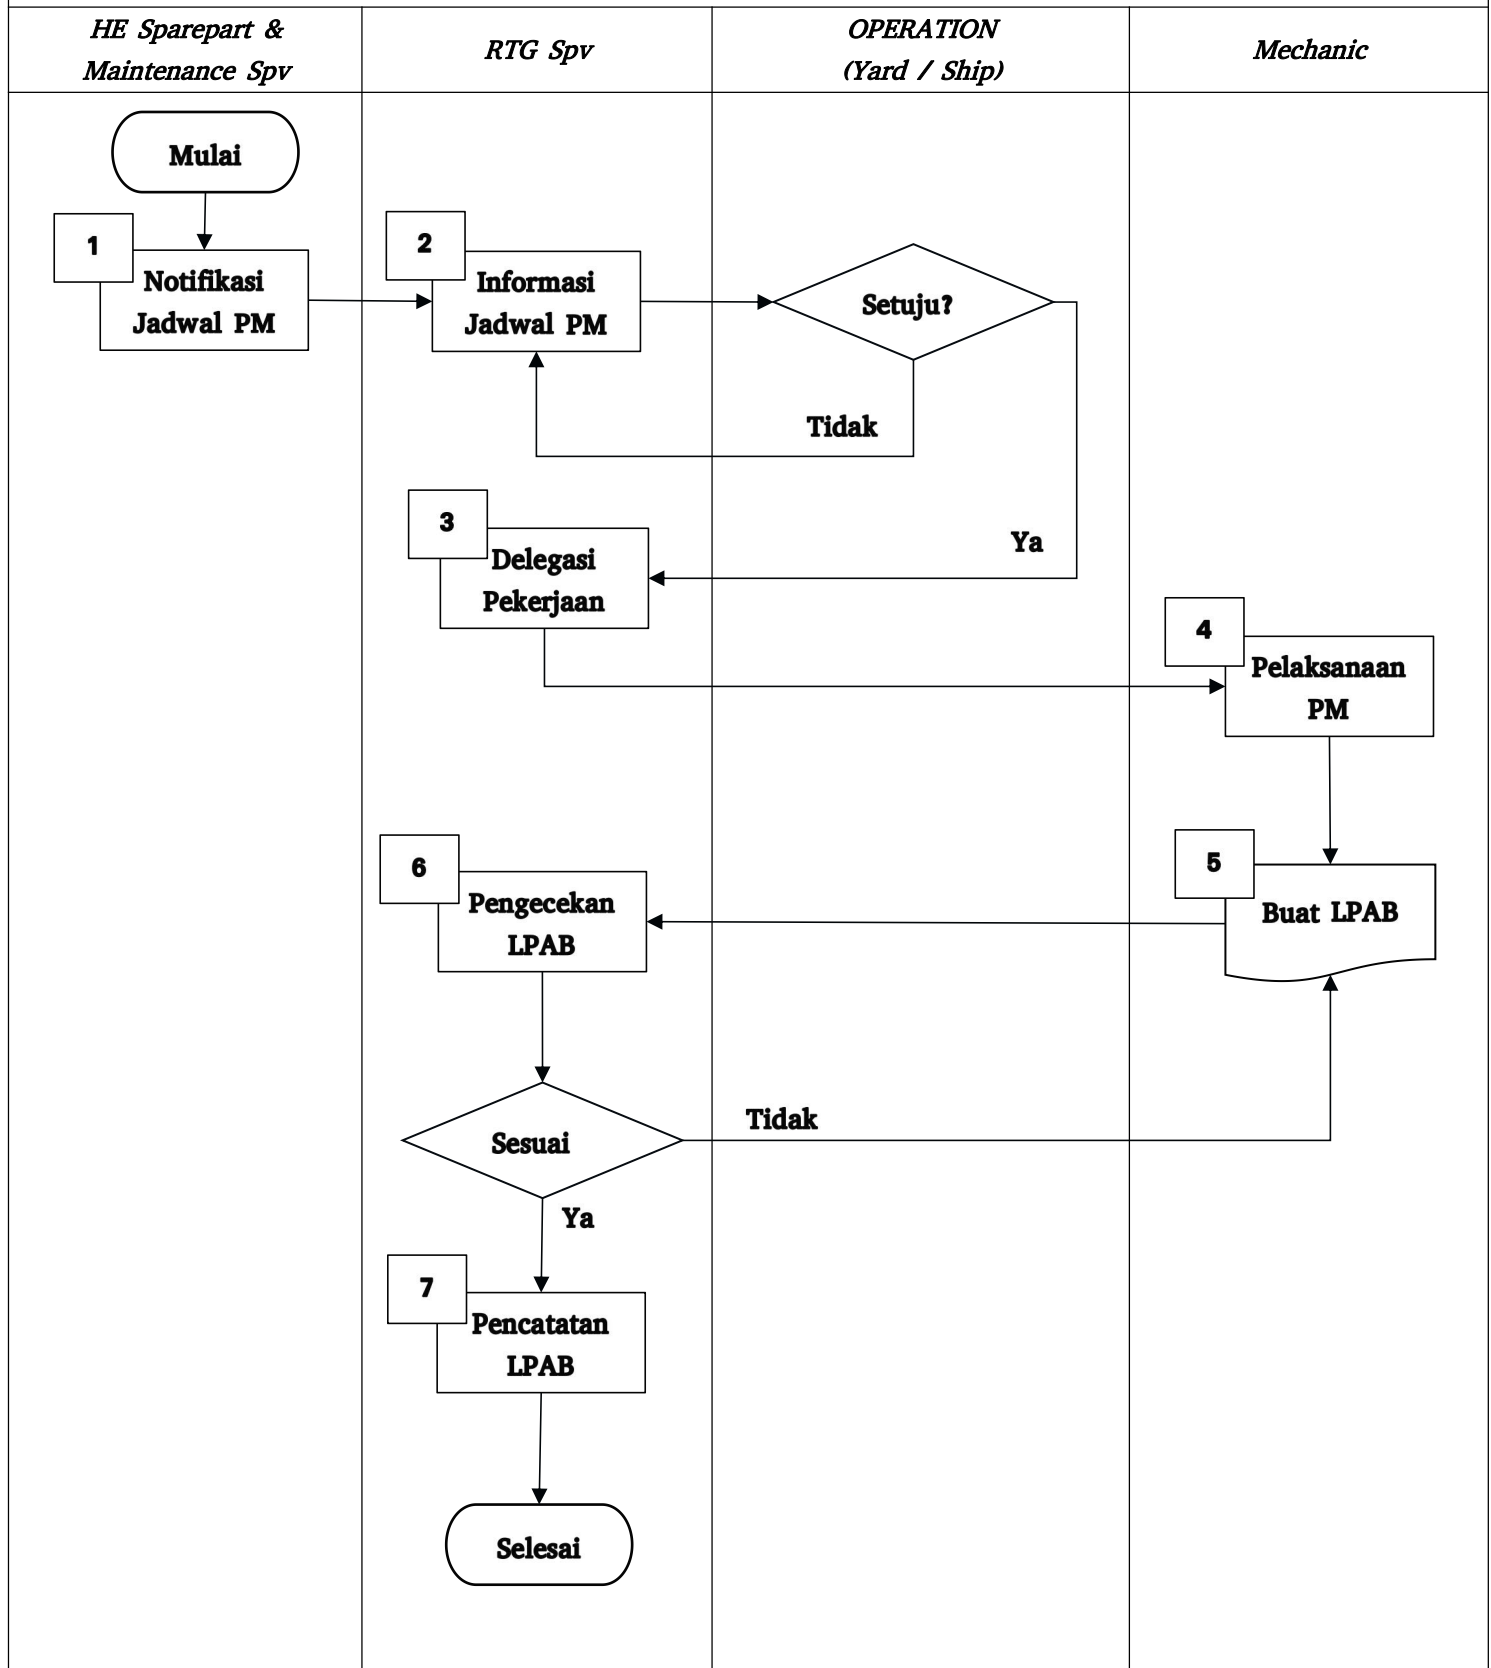 HE Sparepart &
Maintenance Spv
RTG Spv
OPERATION
(Yard / Ship)
Mechanic
Mulai
1
Notifikasi
Jadwal PM
2
Informasi
Jadwal PM
Setuju?
Tidak
Ya
3
Delegasi
Pekerjaan
4
Pelaksanaan
PM
5
Buat LPAB
6
Pengecekan
LPAB
Sesuai
Tidak
Ya
7
Pencatatan
LPAB
Selesai